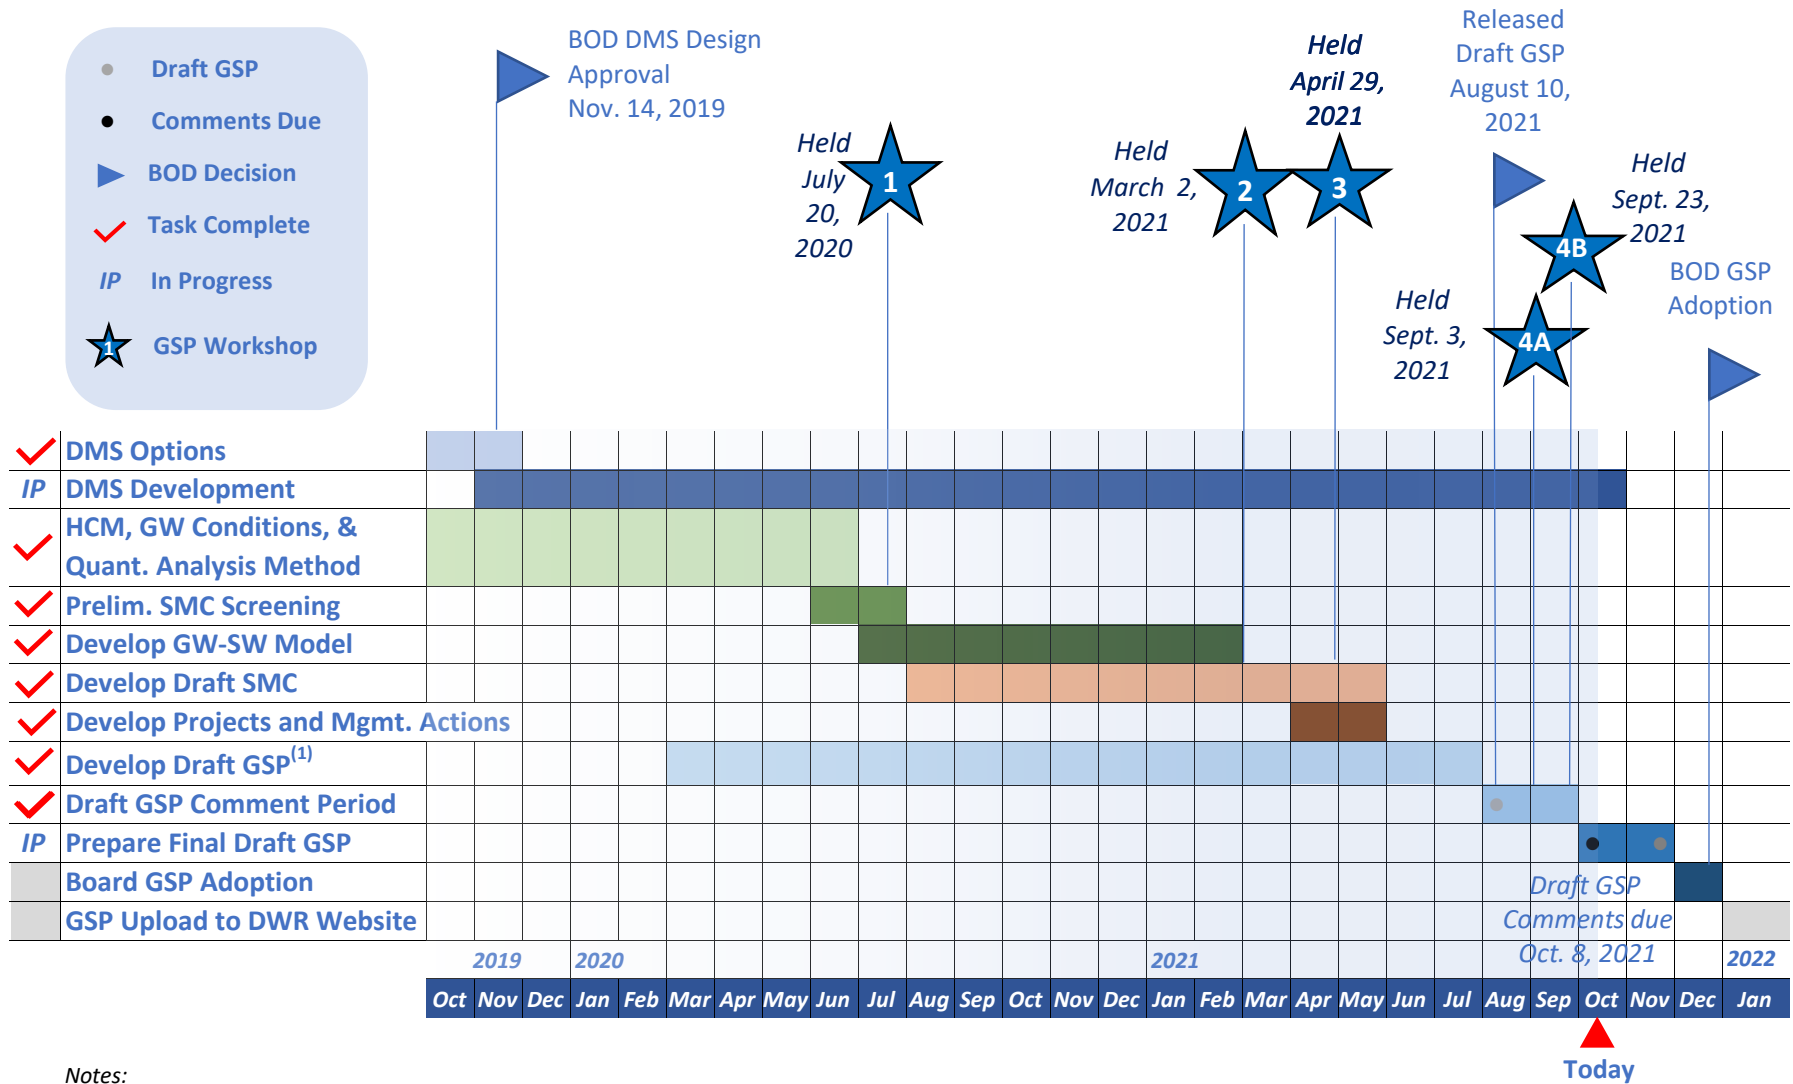 Draft GSP
Comments Due
BOD Decision
Task Complete
IP In Progress
1 GSP Workshop
BOD DMS Design
Approval
Nov. 14, 2019
Held
July
20,
2020
1
Held
March 2,
2021
2
Held
April 29,
2021
3
Released
Draft GSP
August 10,
2021
Held
Sept. 23,
2021
4B
Held
Sept. 3,
2021
4A
BOD GSP
Adoption
DMS Options
IP DMS Development
HCM, GW Conditions, &
Quant. Analysis Method
Prelim. SMC Screening
Develop GW-SW Model
Develop Draft SMC
Develop Projects and Mgmt. Actions
Develop Draft GSP(1)
Draft GSP Comment Period
IP Prepare Final Draft GSP
Board GSP Adoption
GSP Upload to DWR Website
Draft GSP
Comments due
Oct. 8, 2021
2019 2020 2021 2022
Oct Nov Dec Jan Feb Mar Apr May Jun Jul Aug Sep Oct Nov Dec Jan Feb Mar Apr May Jun Jul Aug Sep Oct Nov Dec Jan
Today
Notes: